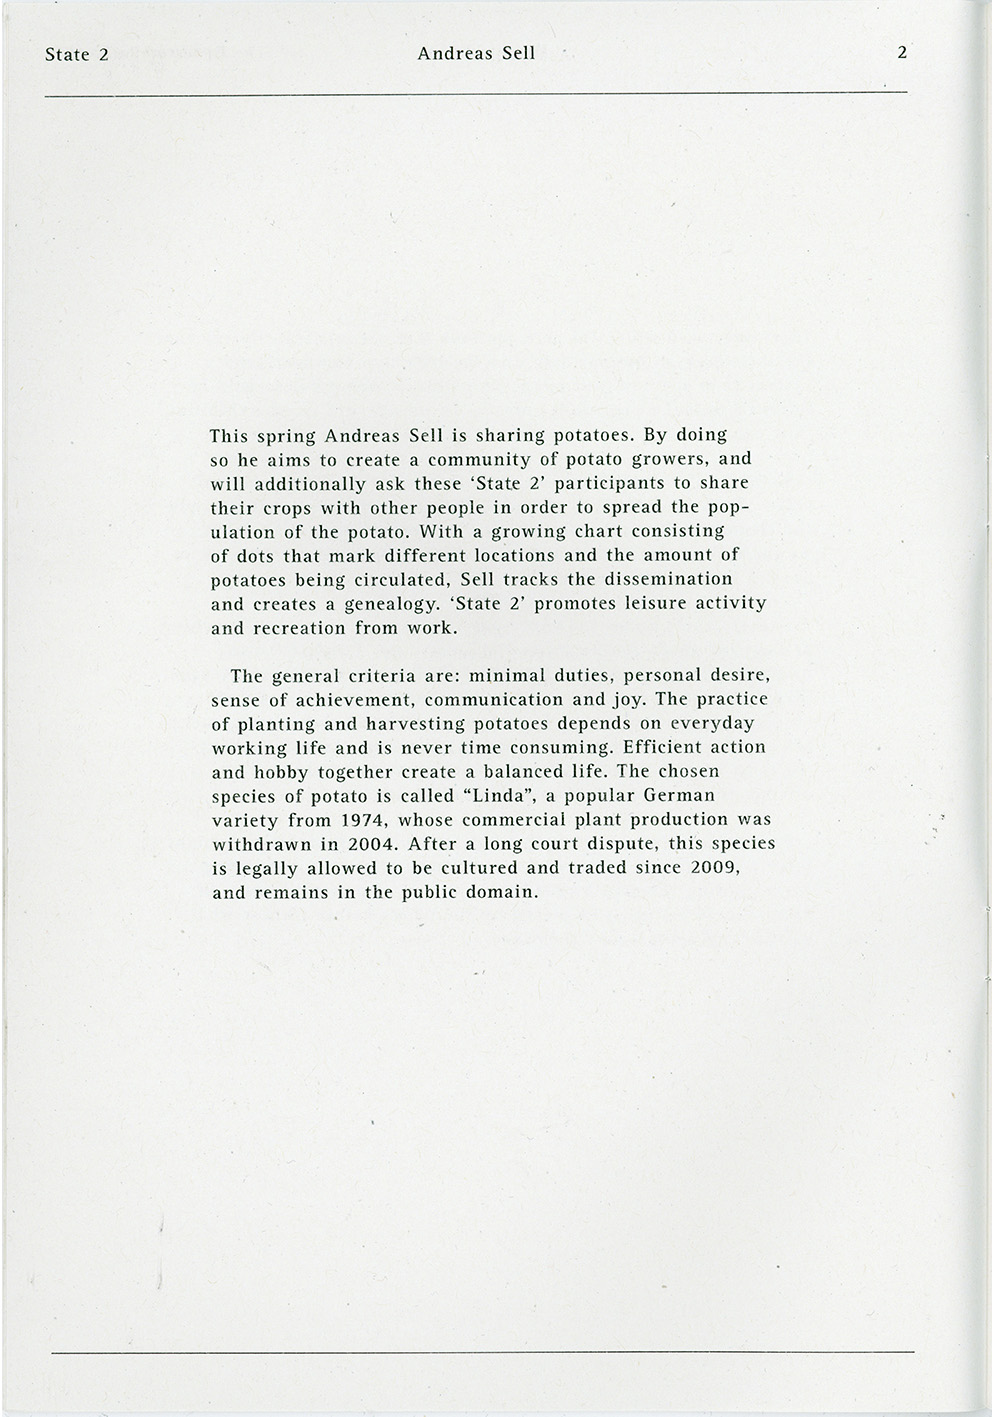 State 2
Andreas Sell
2
This spring Andreas Sell is sharing potatoes. By doing
so he aims to create a community of potato growers, and
will additionally ask these ‘State 2’ participants to share
their crops with other people in order to spread the pop-
ulation of the potato. With a growing chart consisting
of dots that mark different locations and the amount of
potatoes being circulated, Sell tracks the dissemination
and creates a genealogy. ‘State 2’ promotes leisure activity
and recreation from work.
The general criteria are: minimal duties, personal desire,
sense of achievement, communication and joy. The practice
of planting and harvesting potatoes depends on everyday
working life and is never time consuming. Efficient action
and hobby together create a balanced life. The chosen
species of potato is called “Linda”, a popular German
variety from 1974, whose commercial plant production was
withdrawn in 2004. After a long court dispute, this species
is legally allowed to be cultured and traded since 2009,
and remains in the public domain.